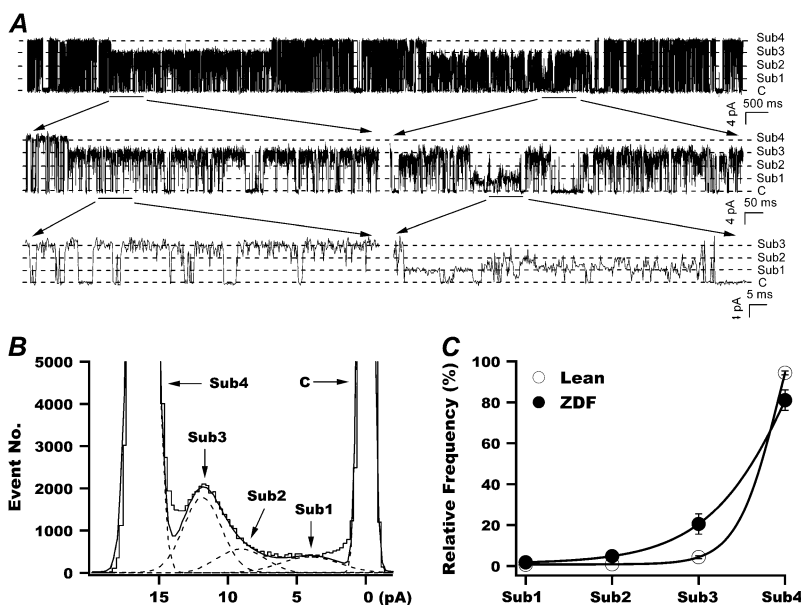 A
Sub4
Sub3
Sub2
Sub1
C
4 pA
500 ms
Sub4
Sub3
Sub2
Sub1
C
4 pA
50 ms
Sub3
Sub2
Sub1
C
4 pA
5 ms
B
5000
4000
3000
2000
1000
0
Event No.
Sub4
C
Sub3
Sub2
Sub1
15 10 5 0 (pA)
C
100
80
60
40
20
0
Relative Frequency (%)
Lean
ZDF
Sub1 Sub2 Sub3 Sub4